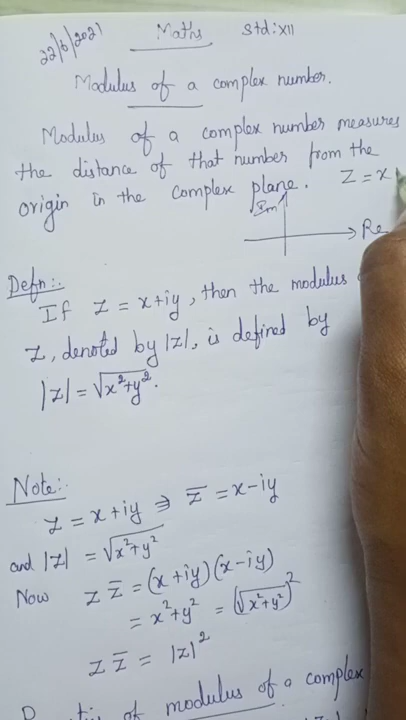 22/6/2021 Maths Std:XII
Modulus of a complex number.
Modulus of a complex number measures
the distance of that number from the
origin in the complex plane. Z = x
Im
Re
Defn:-
If Z = x+iy, then the modulus
Z, denoted by |Z|, is defined by
|Z| = √x²+y².
Note:-
Z = x+iy ⇒ Z̅ = x-iy
and |Z| = √x²+y²
Now Z Z̅ = (x+iy)(x-iy)
= x²+y² = (√x²+y²)²
Z Z̅ = |Z|²
of modulus of a complex